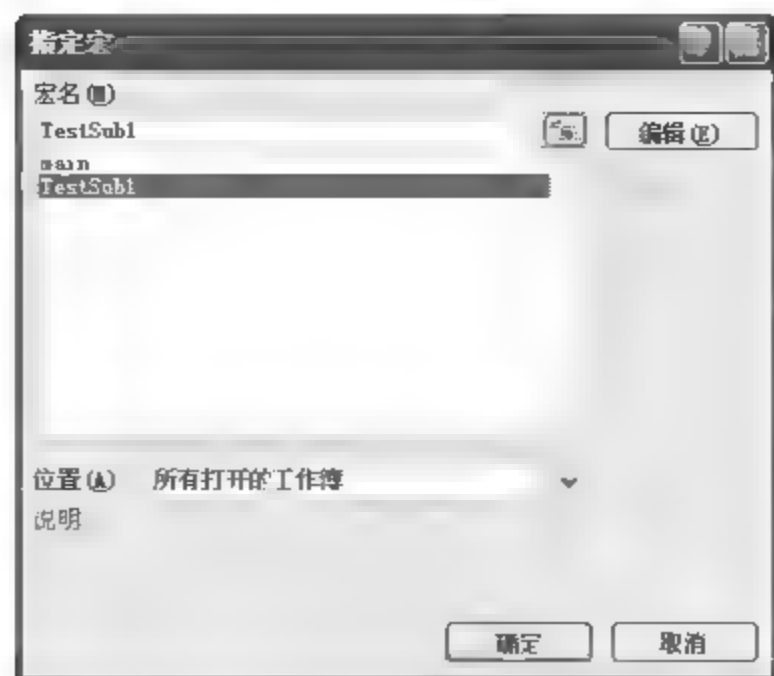 指定宏
宏名(M)
TestSub1
编辑(E)
main
TestSub1
位置(A) 所有打开的工作簿
说明
确定 取消